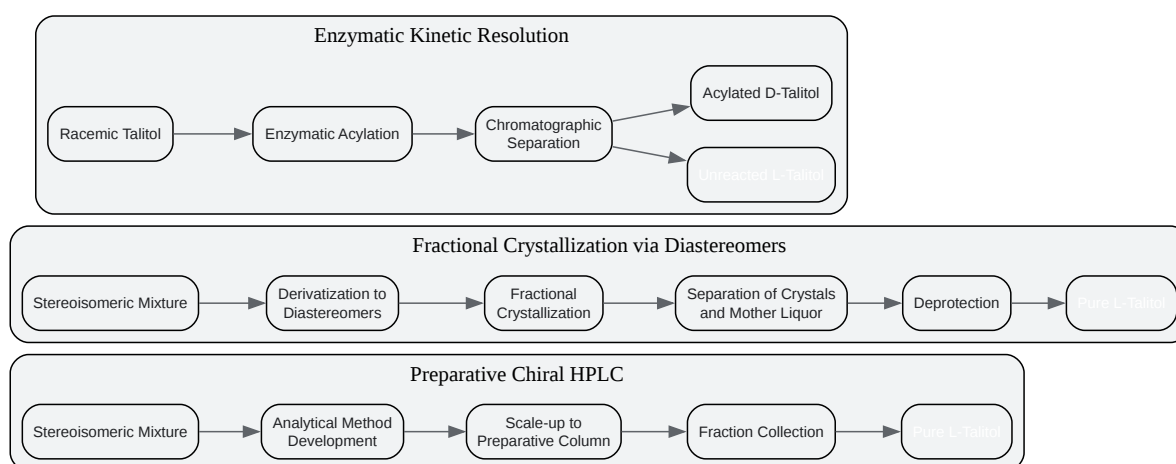 Enzymatic Kinetic Resolution
Racemic Talitol
Enzymatic Acylation
Chromatographic
Separation
Acylated D-Talitol
Unreacted L-Talitol
Fractional Crystallization via Diastereomers
Stereoisomeric Mixture
Derivatization to
Diastereomers
Fractional
Crystallization
Separation of Crystals
and Mother Liquor
Deprotection
Pure L-Talitol
Preparative Chiral HPLC
Stereoisomeric Mixture
Analytical Method
Development
Scale-up to
Preparative Column
Fraction Collection
Pure L-Talitol